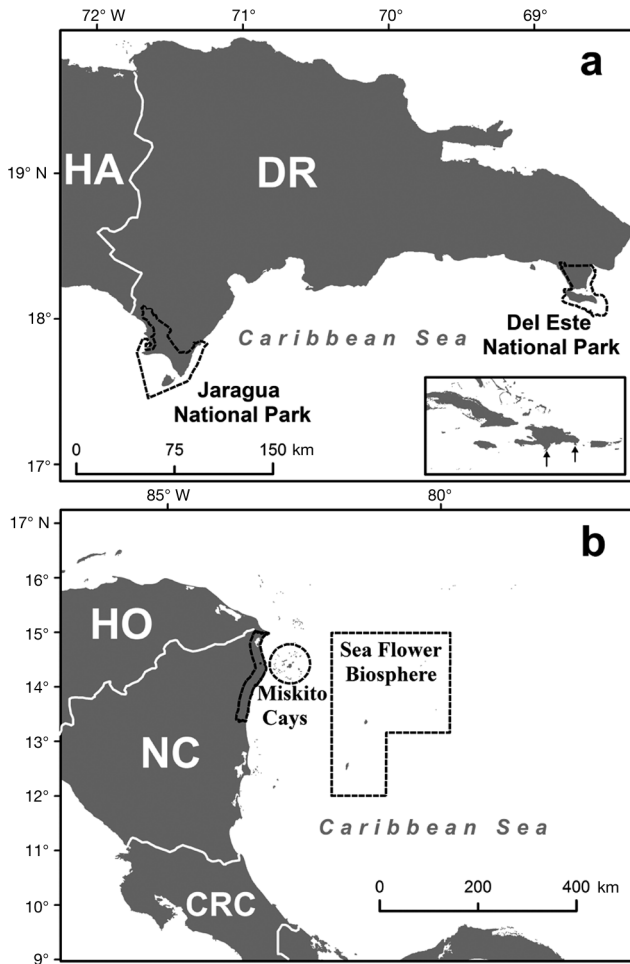 72° W 71° 70° 69°
a
19° N
HA DR
18°
Caribbean Sea
Del Este
National Park
Jaragua
National Park
0 75 150 km
17°
85° W 80°
17° N
b
16°
HO
15°
Sea Flower
Biosphere
14°
Miskito
Cays
13°
NC
12°
Caribbean Sea
11°
CRC
0 200 400 km
10°
9°